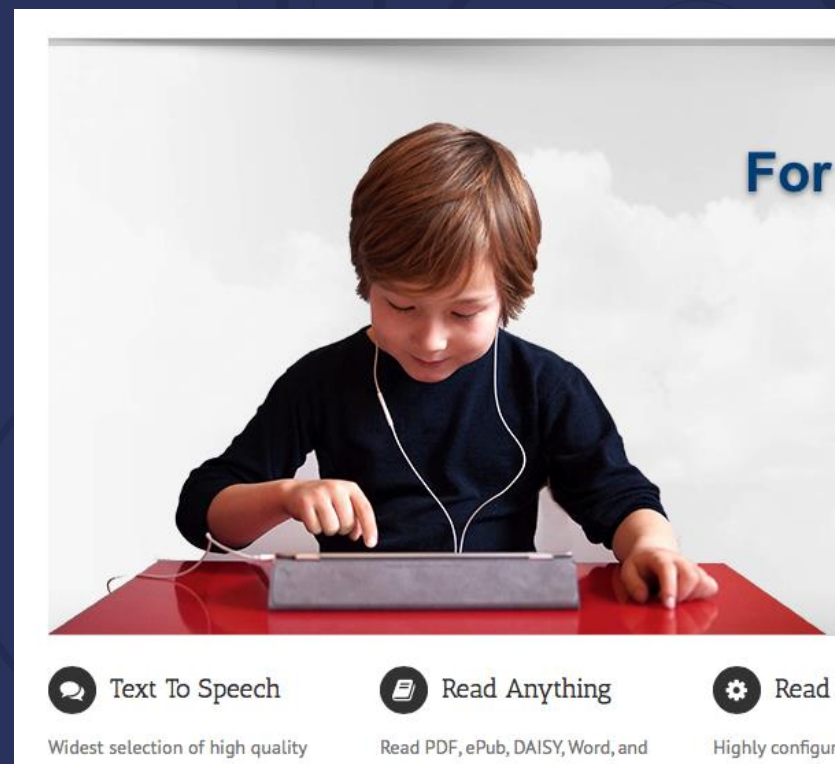 For
Text To Speech
Read Anything
Read
Widest selection of high quality
Read PDF, ePub, DAISY, Word, and
Highly configur